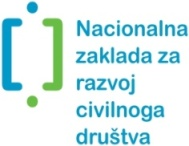 Nacionalna
zaklada za
razvoj
civilnoga
društva